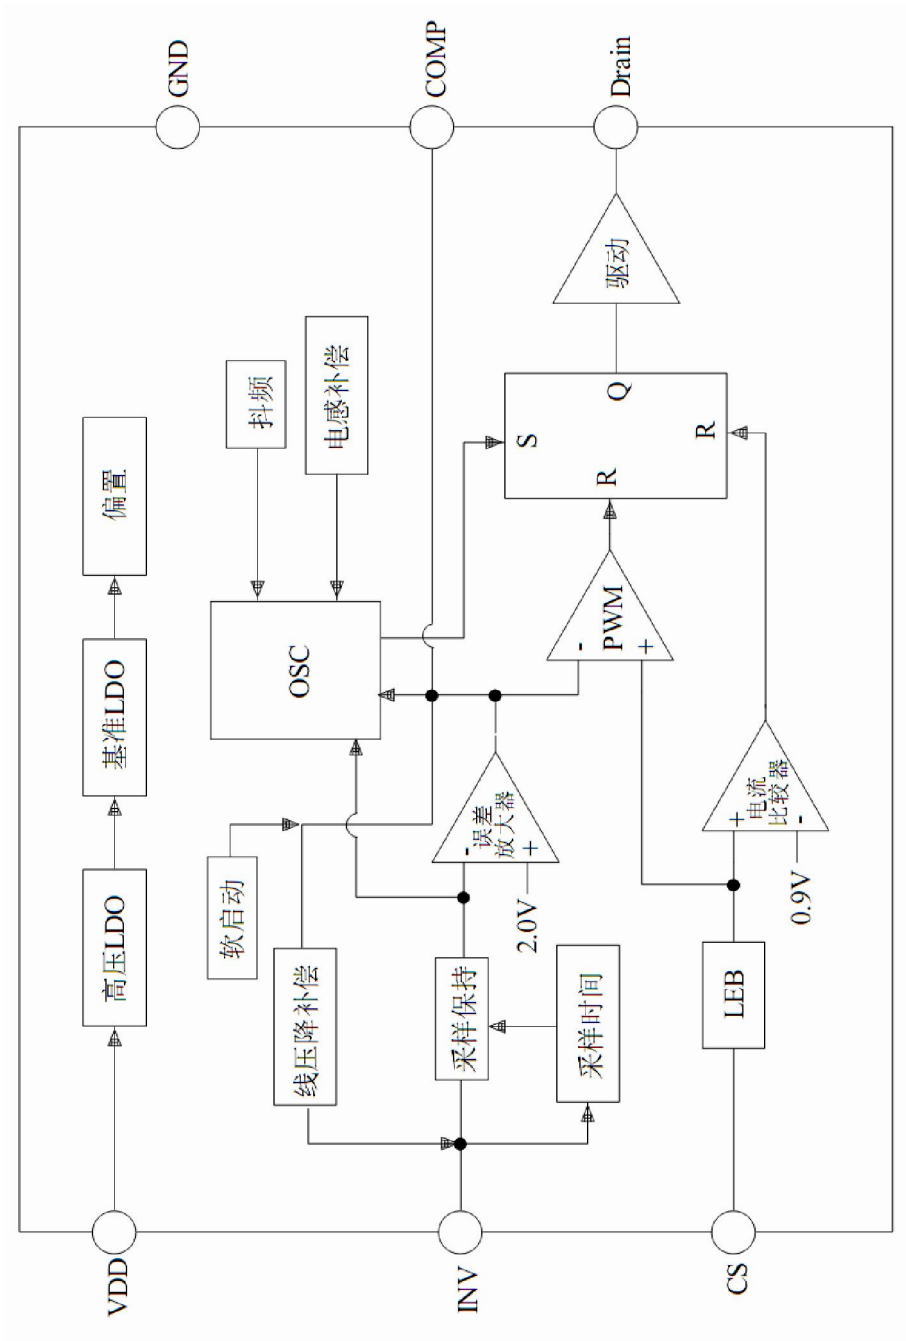 VDD
高压LDO
基准LDO
偏置
GND
软启动
抖频
OSC
电感补偿
线压降补偿
COMP
INV
采样保持
-
误差
放大器
+
2.0V
采样时间
S
R
Q
R
驱动
Drain
-
PWM
+
CS
LEB
+
电流
比较器
-
0.9V